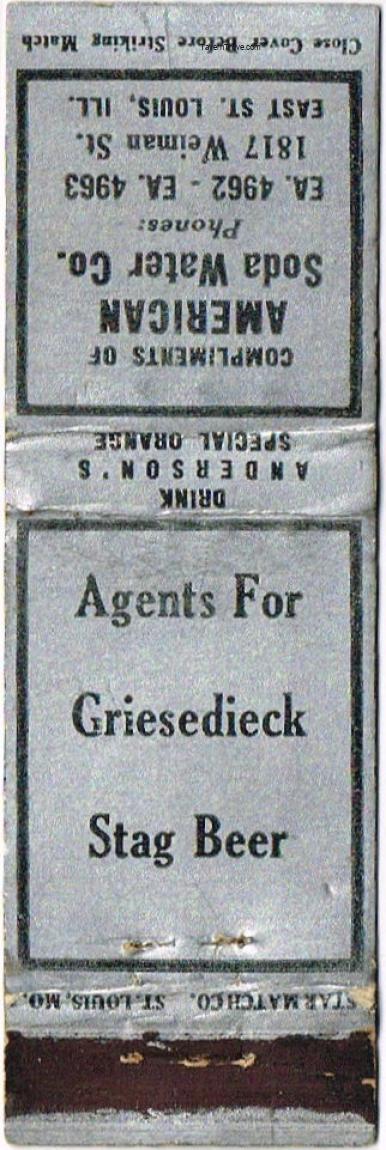 Close Cover Before Striking Match
COMPLIMENTS OF
AMERICAN
Soda Water Co.
Phones:
EA. 4962 - EA. 4963
1817 Weiman St.
EAST ST. LOUIS, ILL.
DRINK
ANDERSON'S
SPECIAL ORANGE
Agents For
Griesedieck
Stag Beer
STAR MATCH CO. ST. LOUIS, MO.